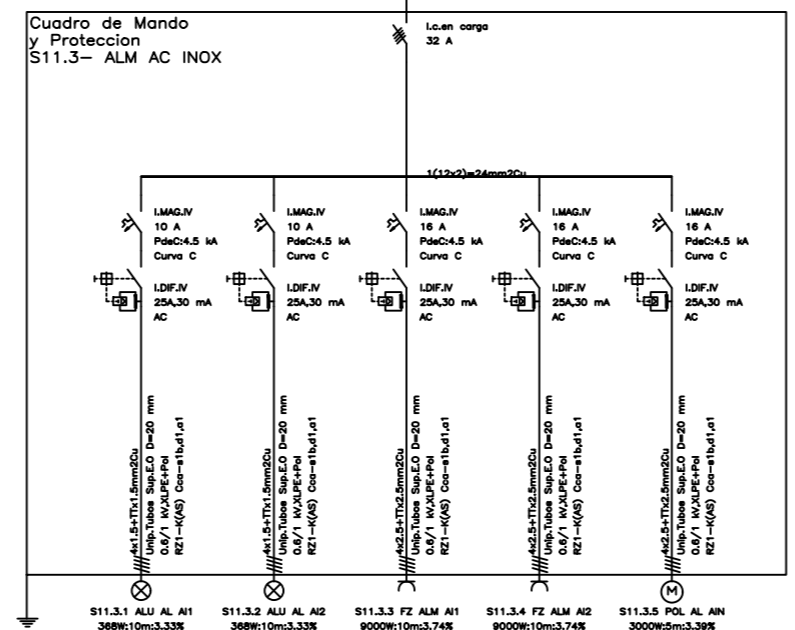 Cuadro de Mando
y Proteccion
S11.3- ALM AC INOX
I.c.en carga
32 A
1(12x2)=24mm2Cu
I.MAG.IV
10 A
PdeC:4.5 kA
Curva C
I.DIF.IV
25A,30 mA
AC
4x1.5+TTx1.5mm2Cu
Unip.Tubos Sup.E.O D=20 mm
0.6/1 kV,XLPE+Pol
RZ1-K(AS) Cca-s1b,d1,a1
S11.3.1 ALU AL AI1
368W:10m:3.33%
I.MAG.IV
10 A
PdeC:4.5 kA
Curva C
I.DIF.IV
25A,30 mA
AC
4x1.5+TTx1.5mm2Cu
Unip.Tubos Sup.E.O D=20 mm
0.6/1 kV,XLPE+Pol
RZ1-K(AS) Cca-s1b,d1,a1
S11.3.2 ALU AL AI2
368W:10m:3.33%
I.MAG.IV
16 A
PdeC:4.5 kA
Curva C
I.DIF.IV
25A,30 mA
AC
4x2.5+TTx2.5mm2Cu
Unip.Tubos Sup.E.O D=20 mm
0.6/1 kV,XLPE+Pol
RZ1-K(AS) Cca-s1b,d1,a1
S11.3.3 FZ ALM AI1
9000W:10m:3.74%
I.MAG.IV
16 A
PdeC:4.5 kA
Curva C
I.DIF.IV
25A,30 mA
AC
4x2.5+TTx2.5mm2Cu
Unip.Tubos Sup.E.O D=20 mm
0.6/1 kV,XLPE+Pol
RZ1-K(AS) Cca-s1b,d1,a1
S11.3.4 FZ ALM AI2
9000W:10m:3.74%
I.MAG.IV
16 A
PdeC:4.5 kA
Curva C
I.DIF.IV
25A,30 mA
AC
4x2.5+TTx2.5mm2Cu
Unip.Tubos Sup.E.O D=20 mm
0.6/1 kV,XLPE+Pol
RZ1-K(AS) Cca-s1b,d1,a1
M
S11.3.5 POL AL AIN
3000W:5m:3.39%